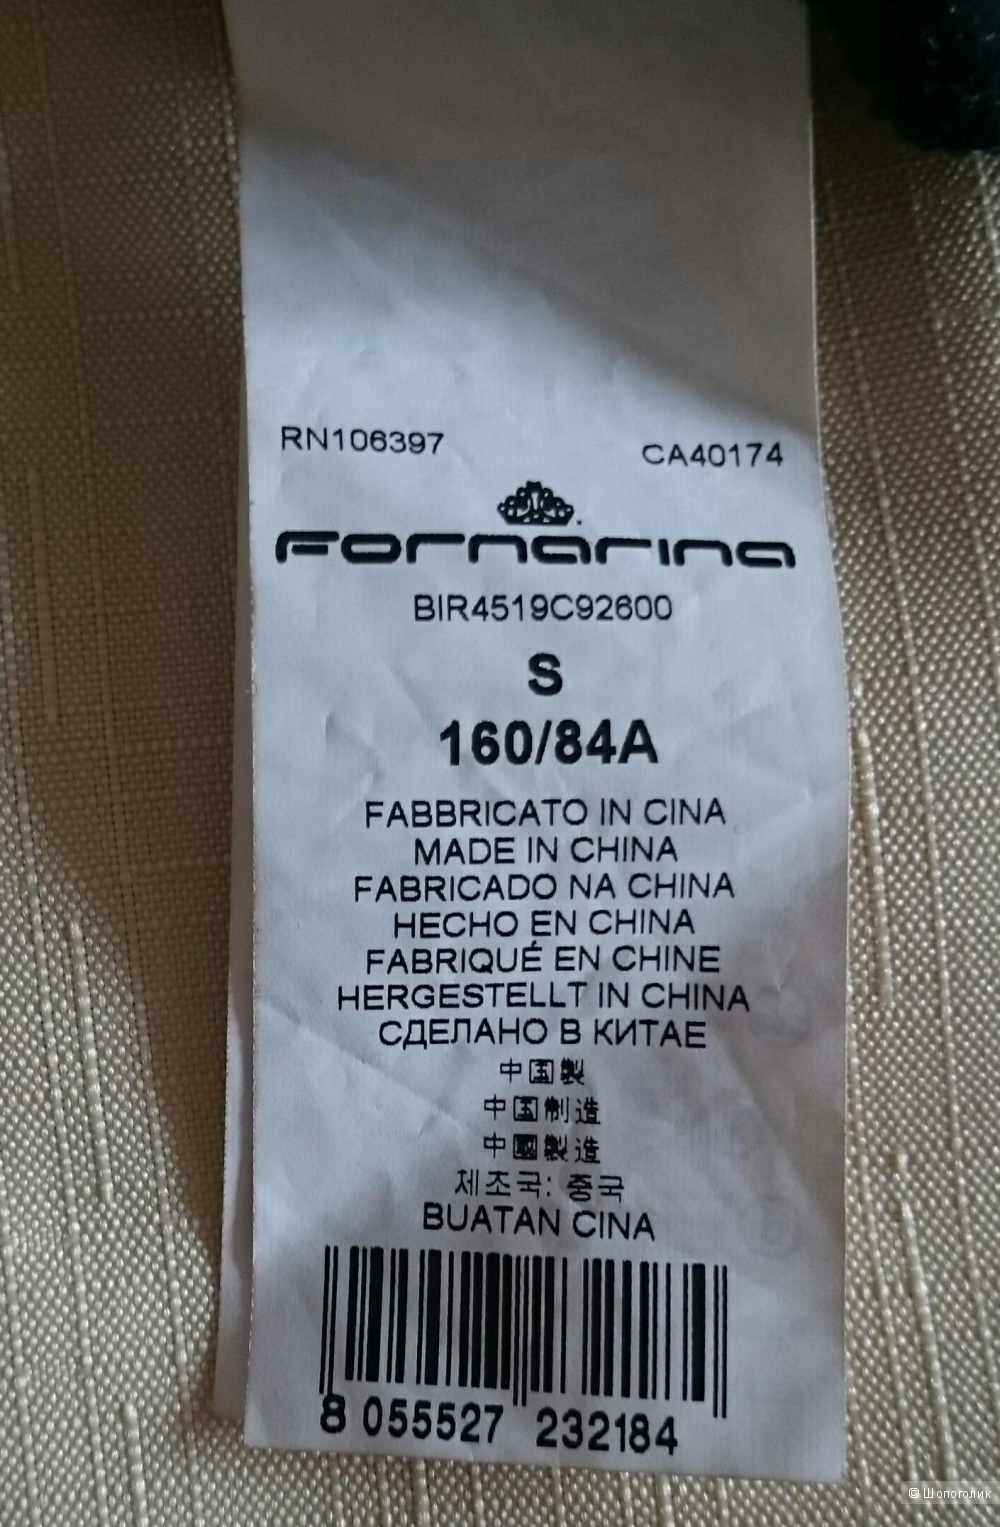 RN106397 CA40174
Fornarina
BIR4519C92600
S
160/84A
FABBRICATO IN CINA
MADE IN CHINA
FABRICADO NA CHINA
HECHO EN CHINA
FABRIQUÉ EN CHINE
HERGESTELLT IN CHINA
СДЕЛАНО В КИТАЕ
中国製
中国制造
中國製造
제조국: 중국
BUATAN CINA
8 055527 232184
© Шопоголик